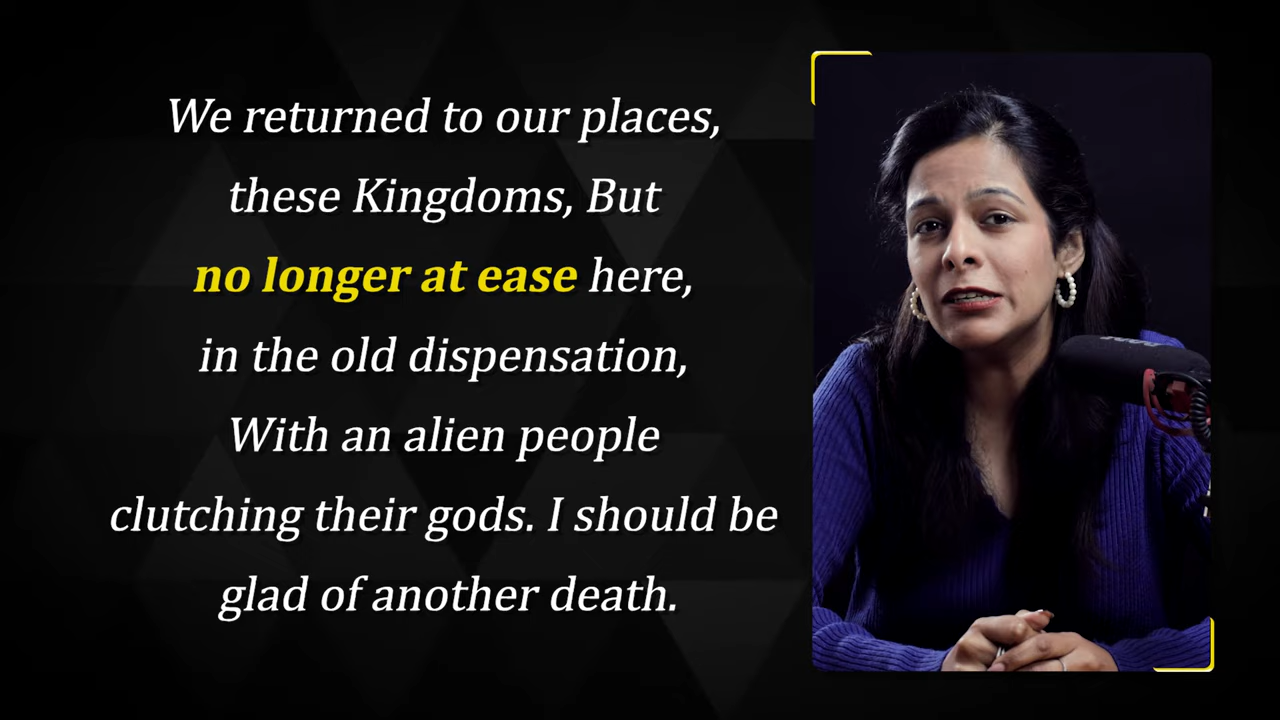 We returned to our places,
these Kingdoms, But
no longer at ease here,
in the old dispensation,
With an alien people
clutching their gods. I should be
glad of another death.